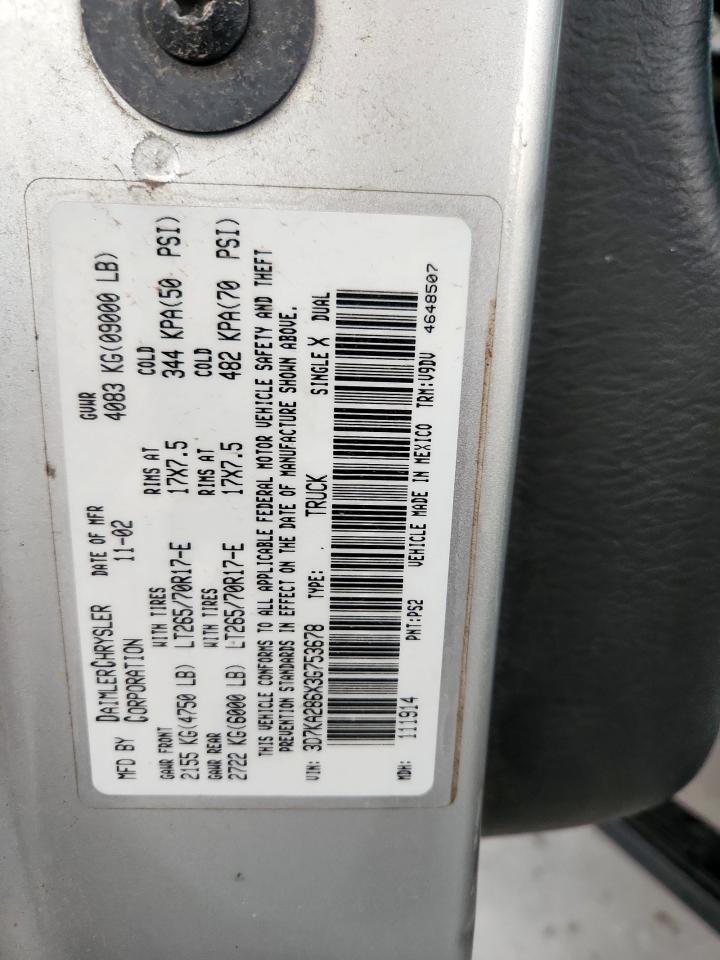 MFD BY DAIMLERCHRYSLER CORPORATION
DATE OF MFR 11-02
GVWR 4083 KG(09000 LB)
GAWR FRONT WITH TIRES RIMS AT COLD
2155 KG(4750 LB) LT265/70R17-E 17X7.5 344 KPA(50 PSI)
GAWR REAR WITH TIRES RIMS AT COLD
2722 KG(6000 LB) LT265/70R17-E 17X7.5 482 KPA(70 PSI)
THIS VEHICLE CONFORMS TO ALL APPLICABLE FEDERAL MOTOR VEHICLE SAFETY AND THEFT
PREVENTION STANDARDS IN EFFECT ON THE DATE OF MANUFACTURE SHOWN ABOVE.
VIN: 3D7KA286X3G753678 TYPE: TRUCK SINGLE X DUAL
MDH: 111914 PNT:PS2 VEHICLE MADE IN MEXICO TRM:V9DV 4648507